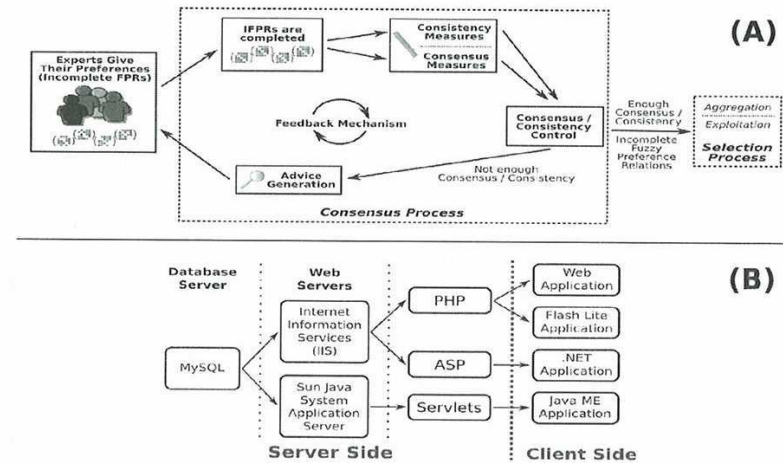 (A)
Experts Give
Their Preferences
(Incomplete FPRs)
IFPRs are
completed
Consistency
Measures
Consensus
Measures
Feedback Mechanism
Consensus /
Consistency
Control
Advice
Generation
Not enough
Consensus / Consistency
Consensus Process
Enough
Consensus /
Consistency
Incomplete
Fuzzy
Preference
Relations
Aggregation
Exploitation
Selection
Process
(B)
Database
Server
Web
Servers
MySQL
Internet
Information
Services
(IIS)
Sun Java
System
Application
Server
PHP
ASP
Servlets
Web
Application
Flash Lite
Application
.NET
Application
Java ME
Application
Server Side
Client Side